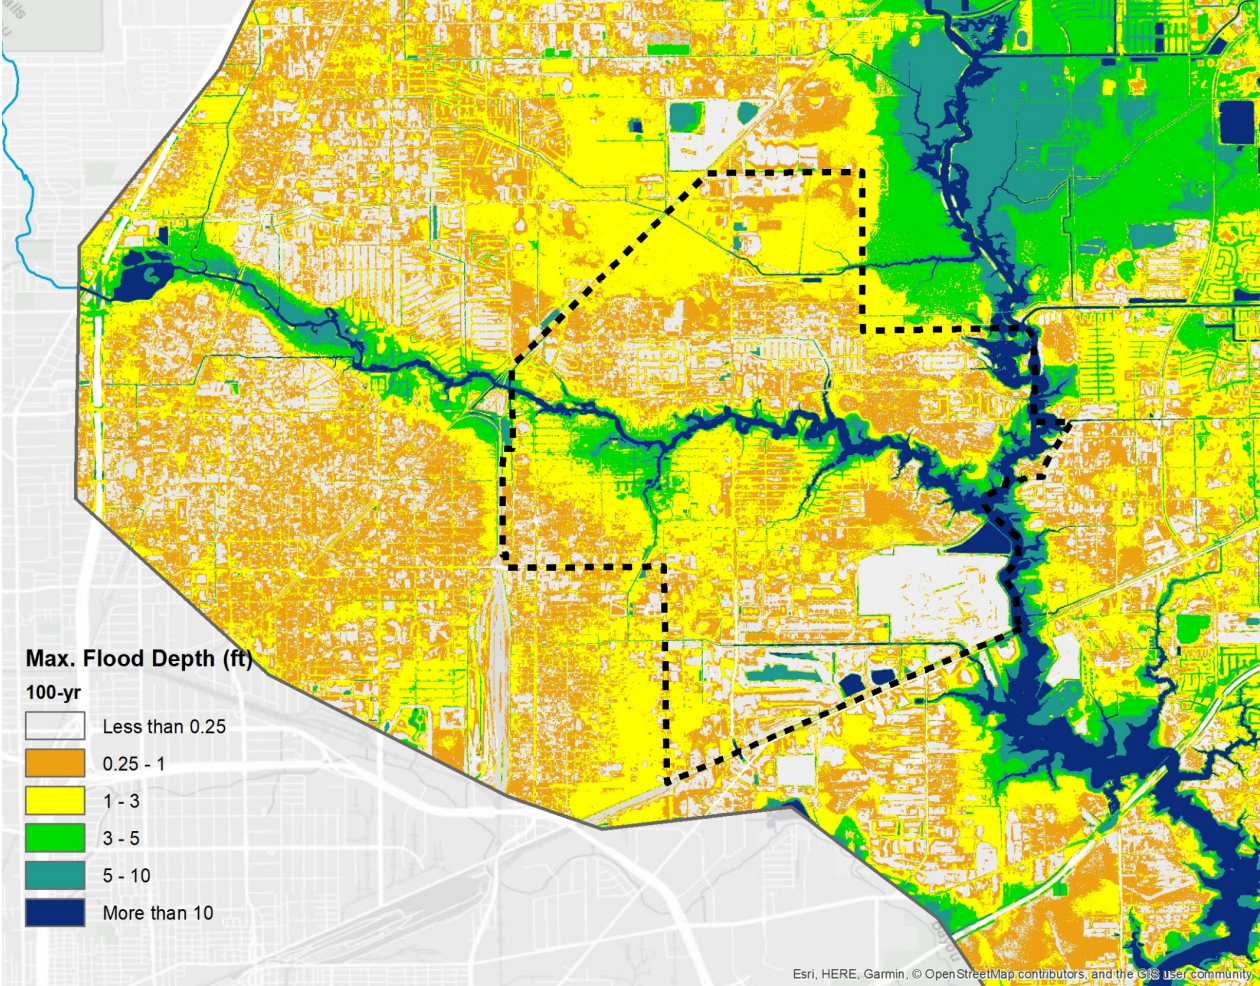 Max. Flood Depth (ft)
100-yr
Less than 0.25
0.25 - 1
1 - 3
3 - 5
5 - 10
More than 10
Esri, HERE, Garmin, © OpenStreetMap contributors, and the GIS user community